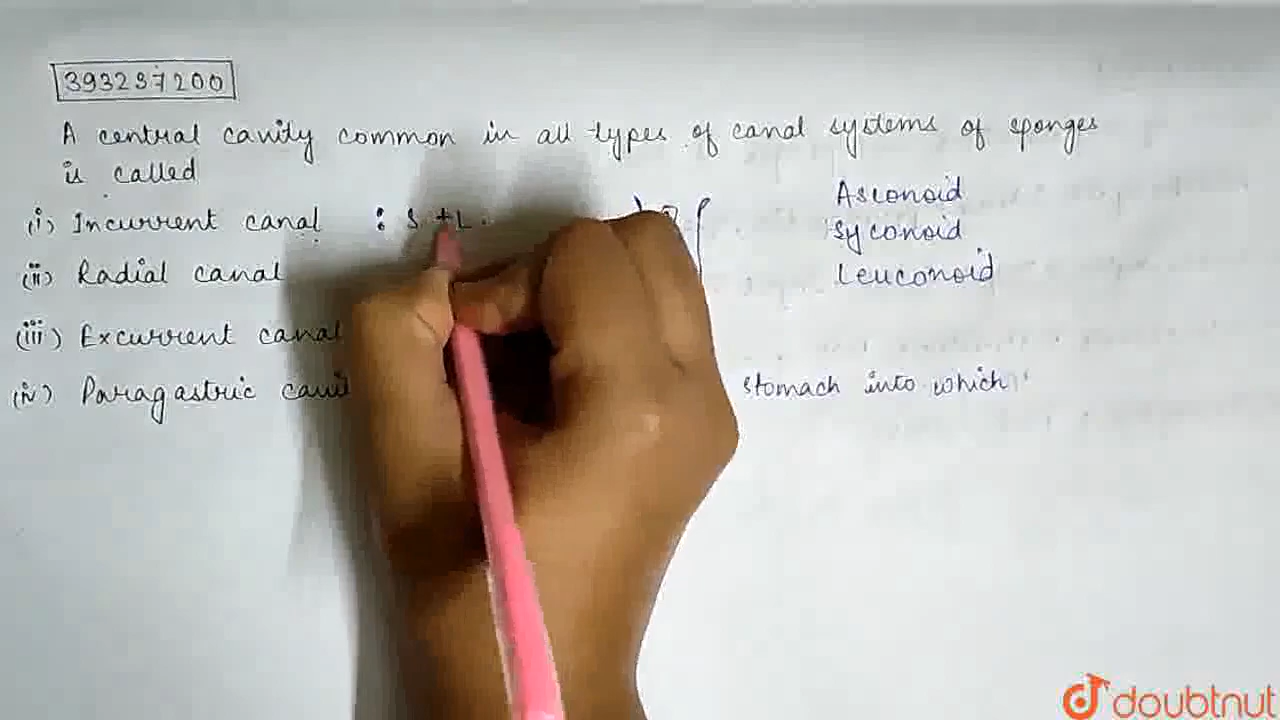 393237200
A central cavity common in all types of canal systems of sponges
is called
(i) Incurrent canal : S + L
(ii) Radial canal
(iii) Excurrent canal
(iv) Paragastric cavi
stomach into which
Asconoid
Syconoid
Leuconoid
doubtnut